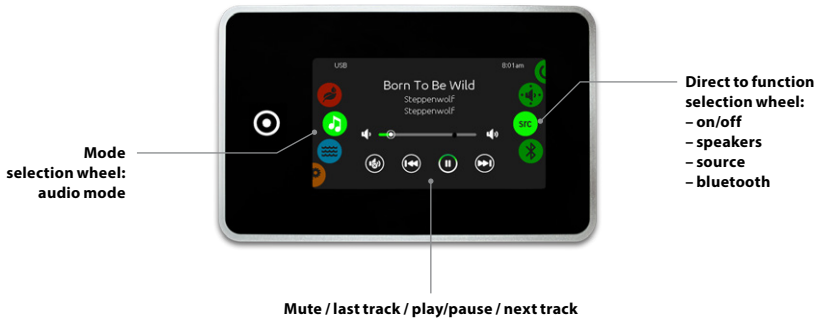 USB
8:01am
Born To Be Wild
Steppenwolf
Steppenwolf
src
Mode
selection wheel:
audio mode
Direct to function
selection wheel:
– on/off
– speakers
– source
– bluetooth
Mute / last track / play/pause / next track